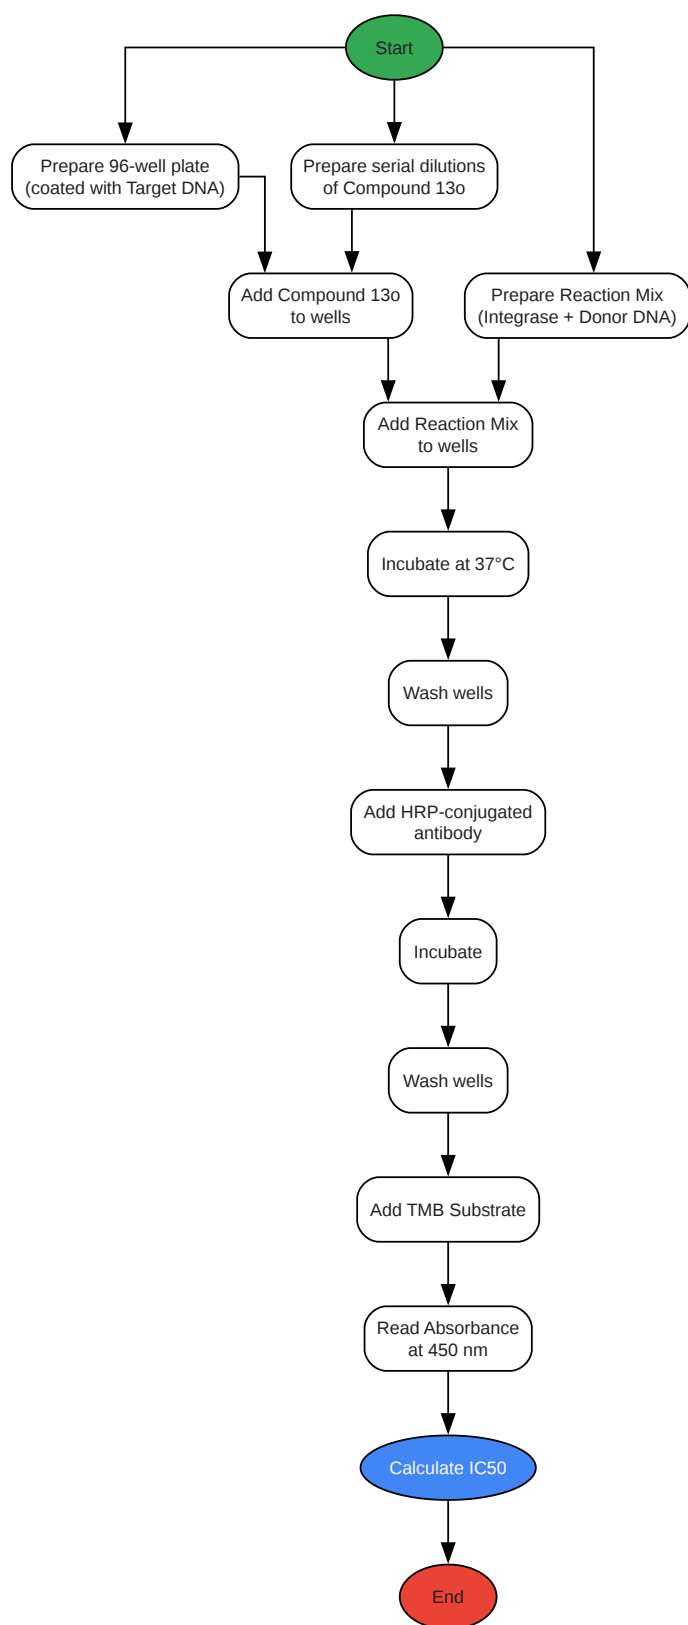 Start
Prepare 96-well plate
(coated with Target DNA)
Prepare serial dilutions
of Compound 13o
Add Compound 13o
to wells
Prepare Reaction Mix
(Integrase + Donor DNA)
Add Reaction Mix
to wells
Incubate at 37°C
Wash wells
Add HRP-conjugated
antibody
Incubate
Wash wells
Add TMB Substrate
Read Absorbance
at 450 nm
Calculate IC50
End